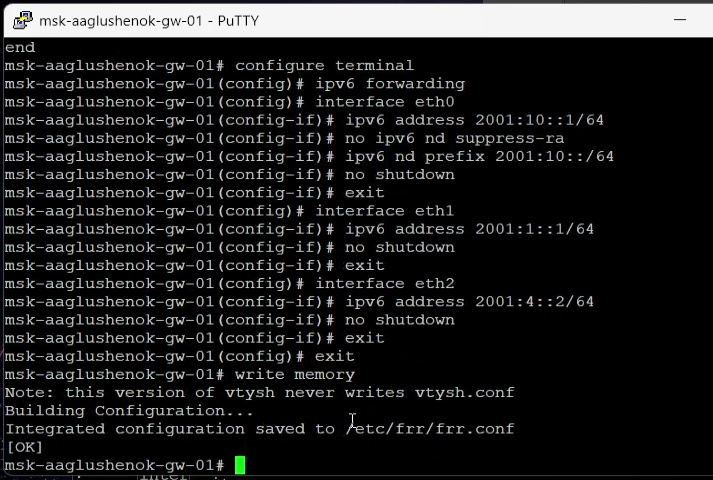 msk-aaglushenok-gw-01 - PuTTY
end
msk-aaglushenok-gw-01# configure terminal
msk-aaglushenok-gw-01(config)# ipv6 forwarding
msk-aaglushenok-gw-01(config)# interface eth0
msk-aaglushenok-gw-01(config-if)# ipv6 address 2001:10::1/64
msk-aaglushenok-gw-01(config-if)# no ipv6 nd suppress-ra
msk-aaglushenok-gw-01(config-if)# ipv6 nd prefix 2001:10::/64
msk-aaglushenok-gw-01(config-if)# no shutdown
msk-aaglushenok-gw-01(config-if)# exit
msk-aaglushenok-gw-01(config)# interface eth1
msk-aaglushenok-gw-01(config-if)# ipv6 address 2001:1::1/64
msk-aaglushenok-gw-01(config-if)# no shutdown
msk-aaglushenok-gw-01(config-if)# exit
msk-aaglushenok-gw-01(config)# interface eth2
msk-aaglushenok-gw-01(config-if)# ipv6 address 2001:4::2/64
msk-aaglushenok-gw-01(config-if)# no shutdown
msk-aaglushenok-gw-01(config-if)# exit
msk-aaglushenok-gw-01(config)# exit
msk-aaglushenok-gw-01# write memory
Note: this version of vtysh never writes vtysh.conf
Building Configuration...
Integrated configuration saved to /etc/frr/frr.conf
[OK]
msk-aaglushenok-gw-01#